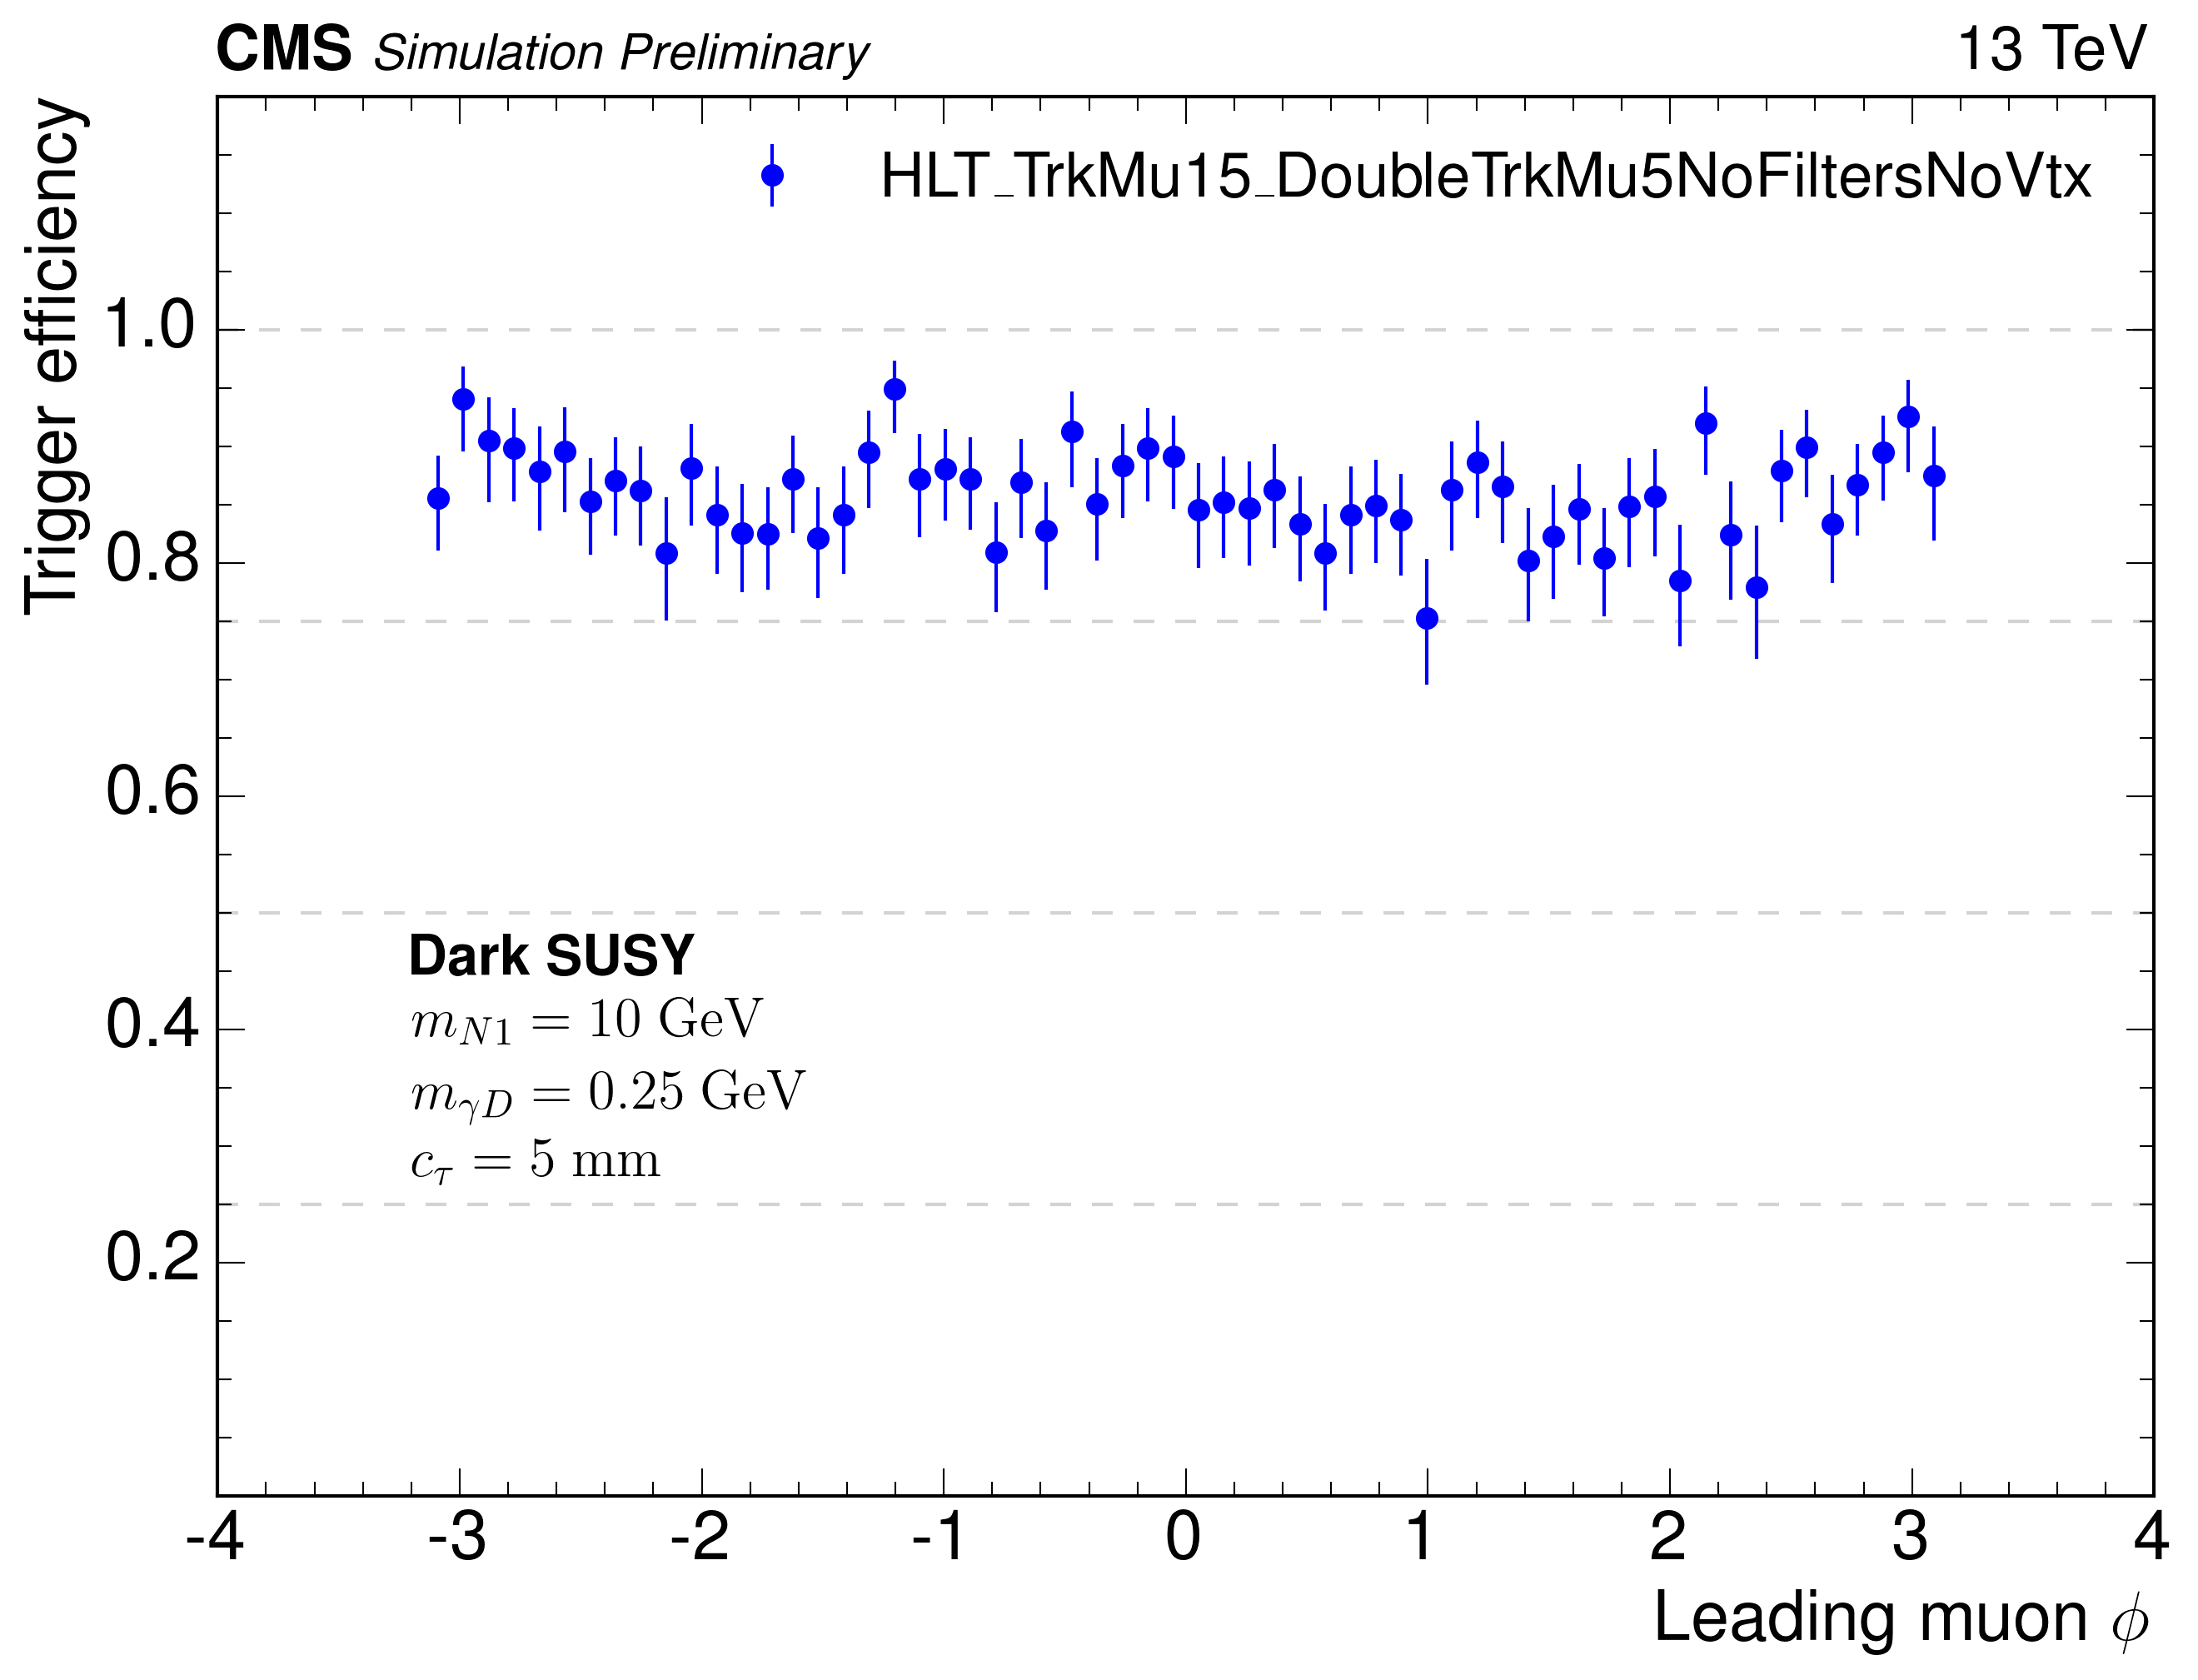 CMS Simulation Preliminary 13 TeV
Trigger efficiency
HLT_TrkMu15_DoubleTrkMu5NoFiltersNoVtx
1.0
0.8
0.6
0.4
0.2
Dark SUSY
m_{N1} = 10 GeV
m_{γD} = 0.25 GeV
c_τ = 5 mm
-4 -3 -2 -1 0 1 2 3 4
Leading muon ϕ